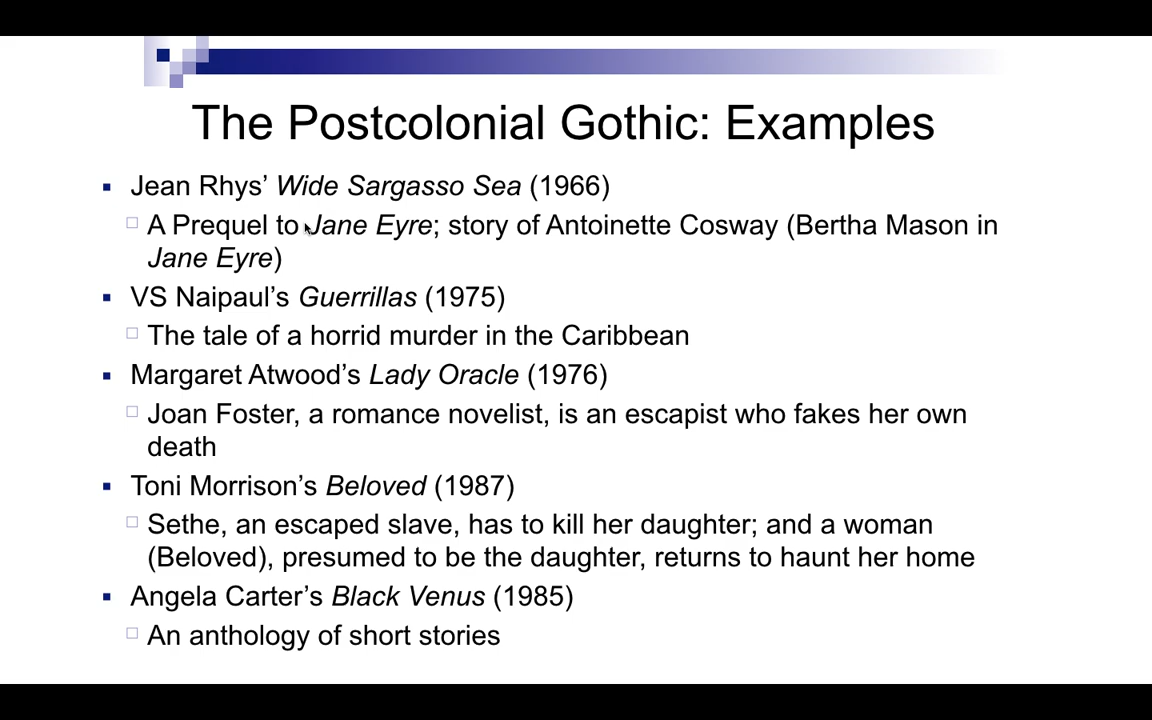 The Postcolonial Gothic: Examples
Jean Rhys’ Wide Sargasso Sea (1966)
A Prequel to Jane Eyre; story of Antoinette Cosway (Bertha Mason in
Jane Eyre)
VS Naipaul’s Guerrillas (1975)
The tale of a horrid murder in the Caribbean
Margaret Atwood’s Lady Oracle (1976)
Joan Foster, a romance novelist, is an escapist who fakes her own
death
Toni Morrison’s Beloved (1987)
Sethe, an escaped slave, has to kill her daughter; and a woman
(Beloved), presumed to be the daughter, returns to haunt her home
Angela Carter’s Black Venus (1985)
An anthology of short stories